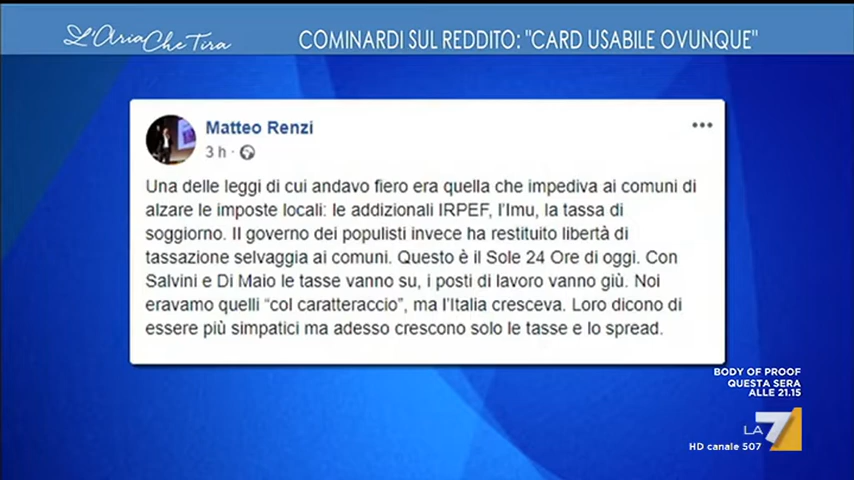 L'Aria Che Tira
COMINARDI SUL REDDITO: "CARD USABILE OVUNQUE"
Matteo Renzi
3 h ·
Una delle leggi di cui andavo fiero era quella che impediva ai comuni di
alzare le imposte locali: le addizionali IRPEF, l'Imu, la tassa di
soggiorno. Il governo dei populisti invece ha restituito libertà di
tassazione selvaggia ai comuni. Questo è il Sole 24 Ore di oggi. Con
Salvini e Di Maio le tasse vanno su, i posti di lavoro vanno giù. Noi
eravamo quelli "col caratteraccio", ma l'Italia cresceva. Loro dicono di
essere più simpatici ma adesso crescono solo le tasse e lo spread.
BODY OF PROOF
QUESTA SERA
ALLE 21.15
LA7
HD canale 507